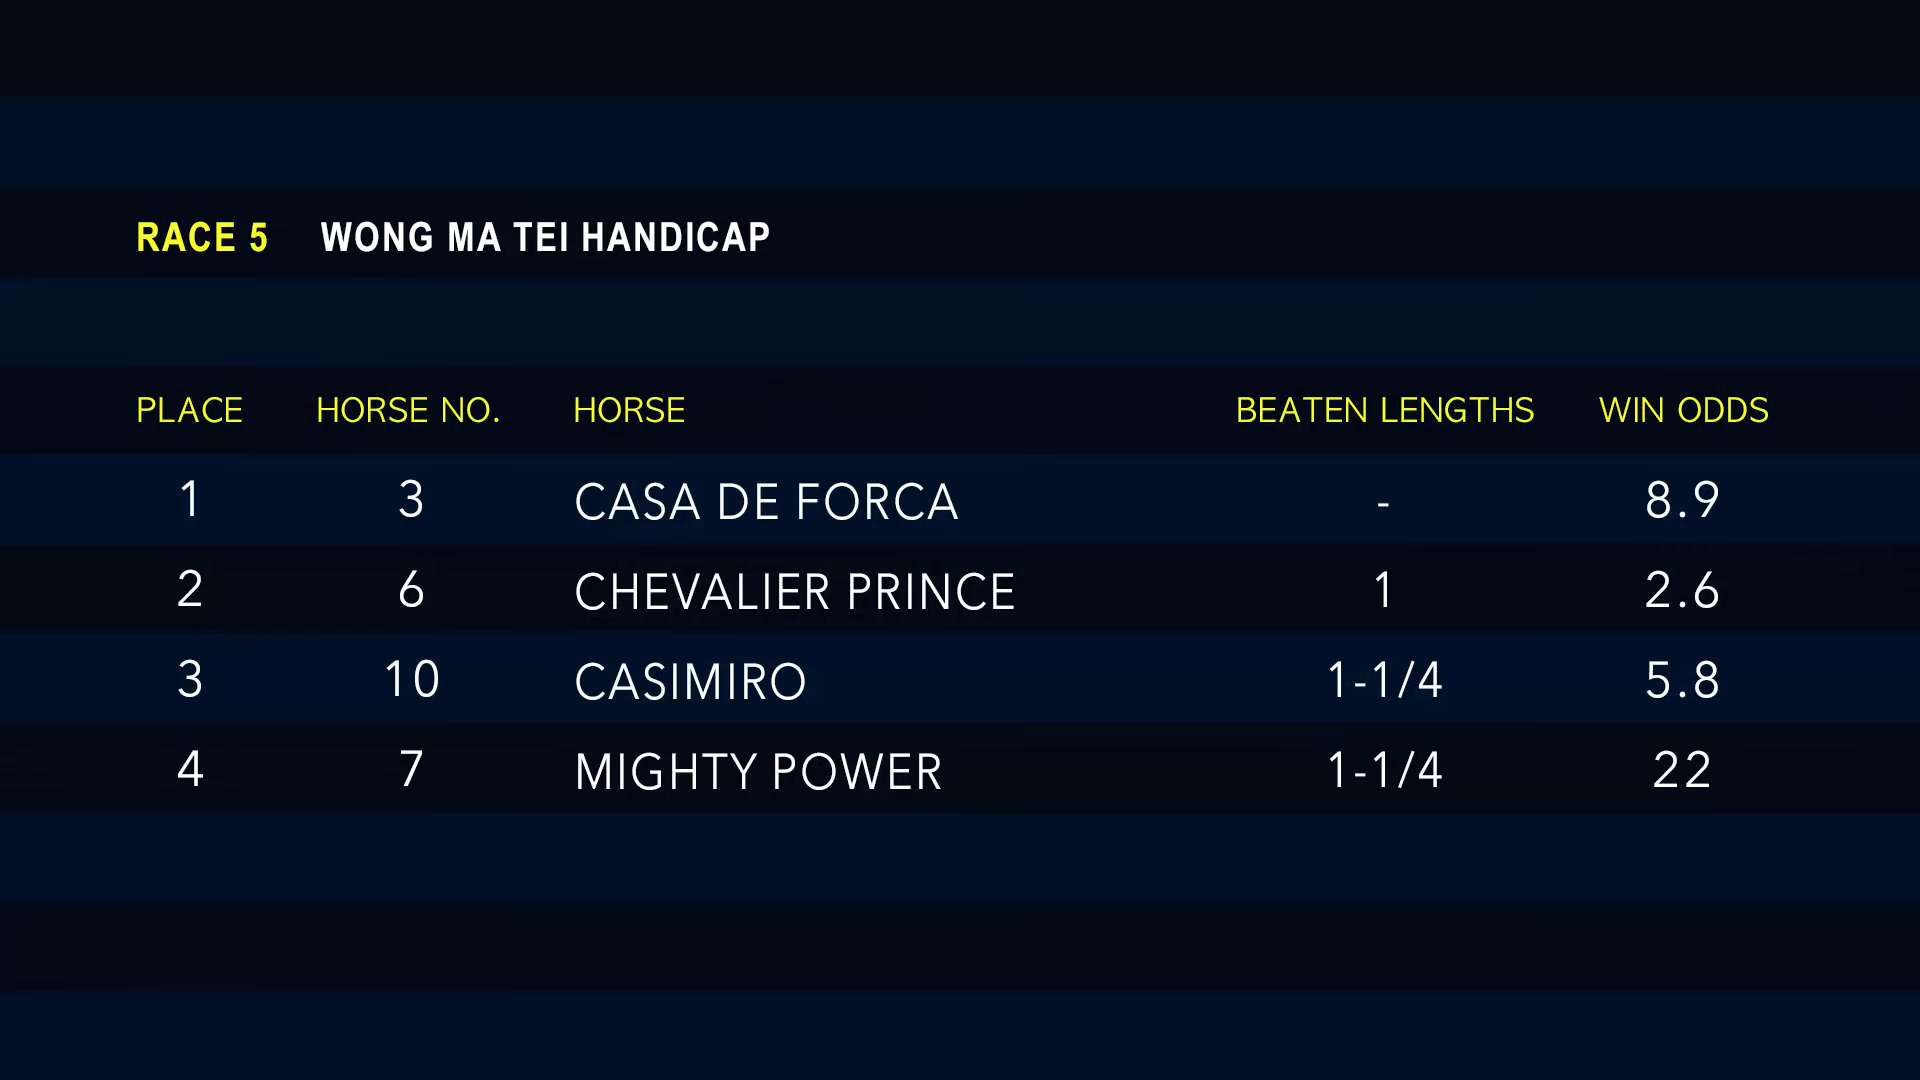 RACE 5 WONG MA TEI HANDICAP
PLACE HORSE NO. HORSE BEATEN LENGTHS WIN ODDS
1 3 CASA DE FORCA - 8.9
2 6 CHEVALIER PRINCE 1 2.6
3 10 CASIMIRO 1-1/4 5.8
4 7 MIGHTY POWER 1-1/4 22